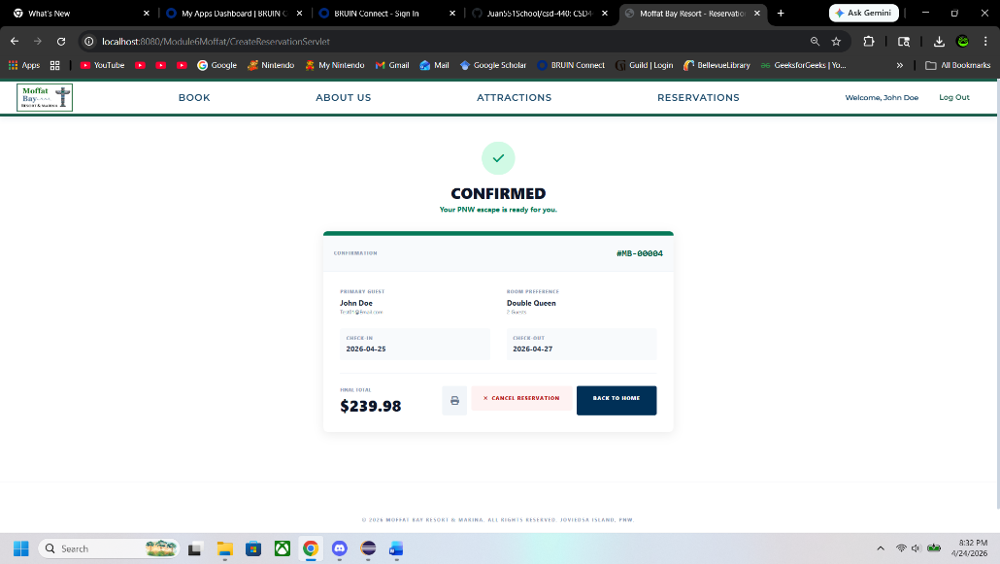 What's New
My Apps Dashboard | BRUIN C
BRUIN Connect - Sign In
Juan551School/csd-440: CSD4
Moffat Bay Resort - Reservatio
Ask Gemini
localhost:8080/Module6Moffat/CreateReservationServlet
Apps
YouTube
Google
Nintendo
My Nintendo
Gmail
Mail
Google Scholar
BRUIN Connect
Guild | Login
BellevueLibrary
GeeksforGeeks | Yo...
»
All Bookmarks
Moffat
Bay
RESORT & MARINA
BOOK
ABOUT US
ATTRACTIONS
RESERVATIONS
Welcome, John Doe
Log Out
CONFIRMED
Your PNW escape is ready for you.
CONFIRMATION
#MB-00004
PRIMARY GUEST
ROOM PREFERENCE
John Doe
Double Queen
2 Guests
CHECK-IN
CHECK-OUT
2026-04-25
2026-04-27
FINAL TOTAL
$239.98
× CANCEL RESERVATION
BACK TO HOME
© 2026 MOFFAT BAY RESORT & MARINA. ALL RIGHTS RESERVED. JOVIEDSA ISLAND, PNW.
Search
8:32 PM
4/24/2026